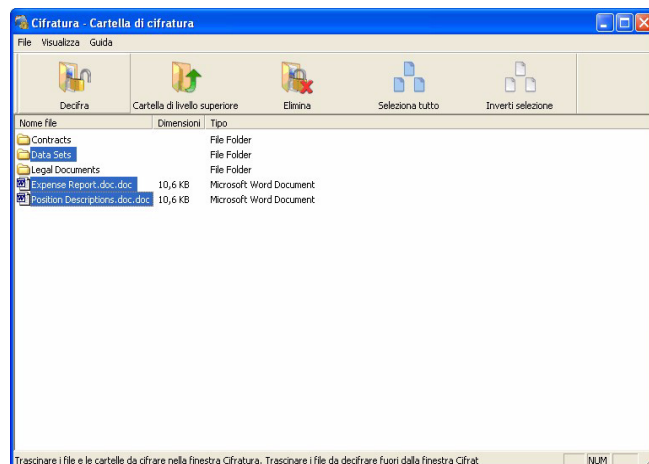 Cifratura - Cartella di cifratura
File Visualizza Guida
Decifra Cartella di livello superiore Elimina Seleziona tutto Inverti selezione
Nome file Dimensioni Tipo
Contracts File Folder
Data Sets File Folder
Legal Documents File Folder
Expense Report.doc.doc 10,6 KB Microsoft Word Document
Position Descriptions.doc.doc 10,6 KB Microsoft Word Document
Trascinare i file e le cartelle da cifrare nella finestra Cifratura. Trascinare i file da decifrare fuori dalla finestra Cifrat NUM